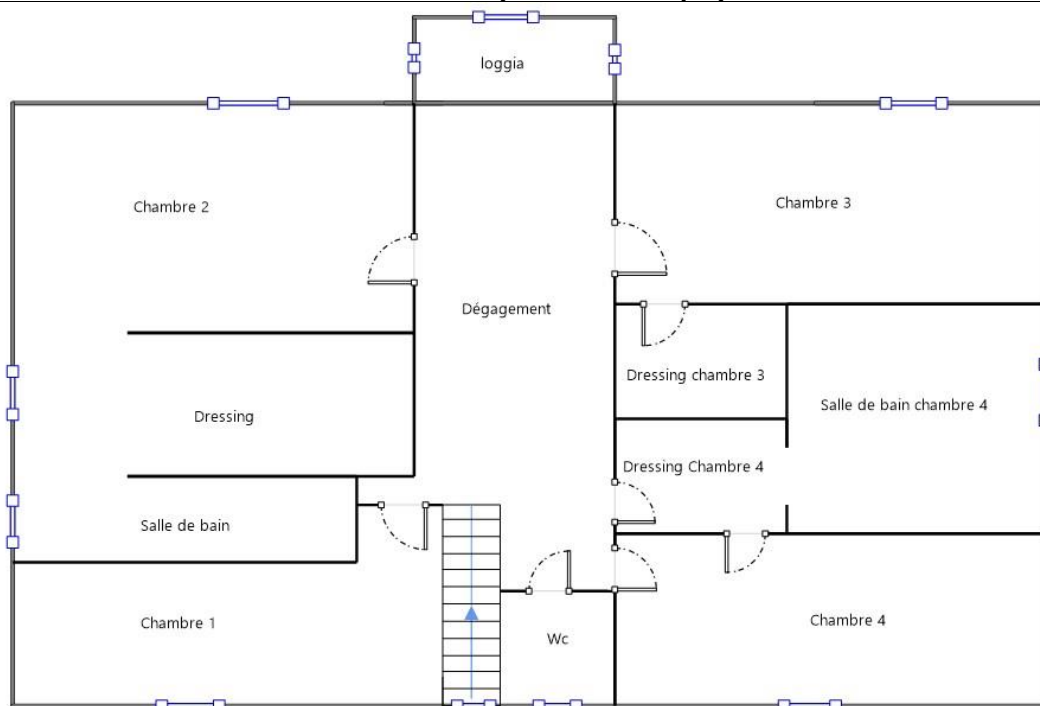 loggia
Chambre 2
Chambre 3
Dégagement
Dressing chambre 3
Salle de bain chambre 4
Dressing
Dressing Chambre 4
Salle de bain
Chambre 1
Wc
Chambre 4